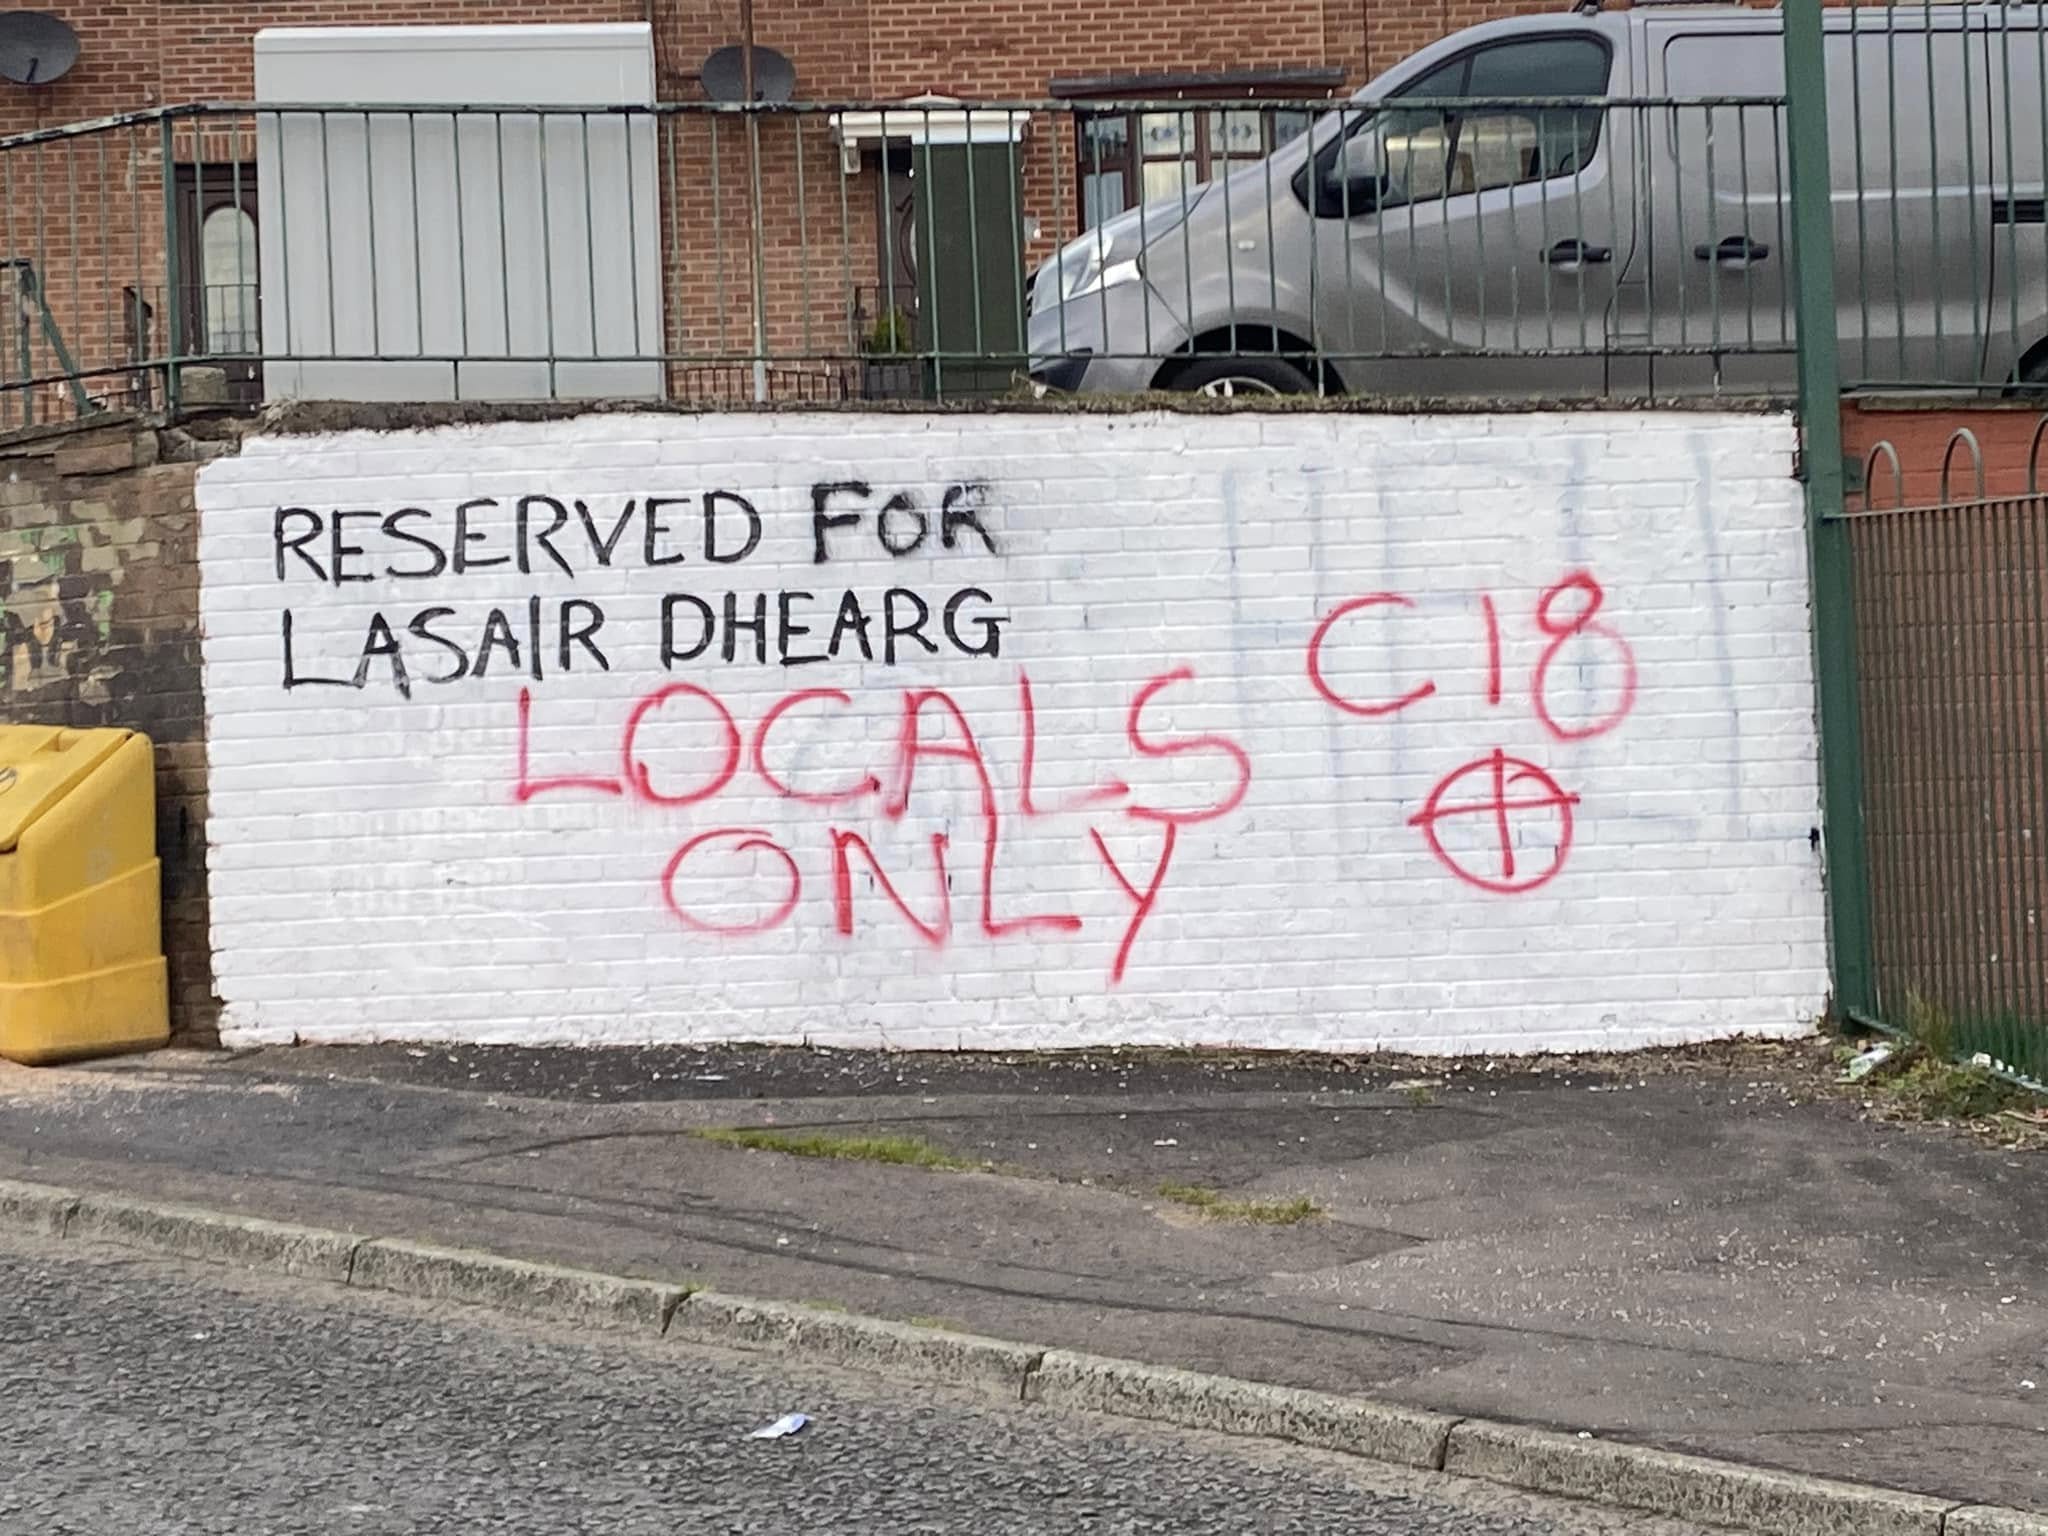 RESERVED FOR
LASAIR DHEARG
LOCALS
ONLY
C18